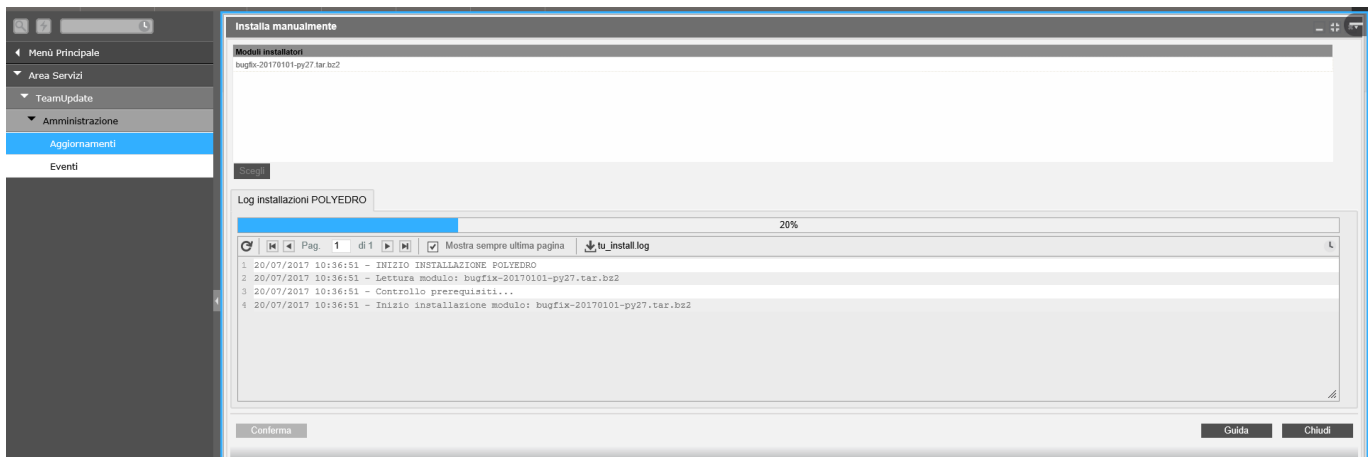 Installa manualmente
Menù Principale
Area Servizi
TeamUpdate
Amministrazione
Aggiornamenti
Eventi
Moduli installatori
bugfix-20170101-py27.tar.bz2
Scegli
Log installazioni POLYEDRO
20%
Pag. 1 di 1 Mostra sempre ultima pagina tu_install.log
1 20/07/2017 10:36:51 - INIZIO INSTALLAZIONE POLYEDRO
2 20/07/2017 10:36:51 - Lettura modulo: bugfix-20170101-py27.tar.bz2
3 20/07/2017 10:36:51 - Controllo prerequisiti...
4 20/07/2017 10:36:51 - Inizio installazione modulo: bugfix-20170101-py27.tar.bz2
Conferma Guida Chiudi